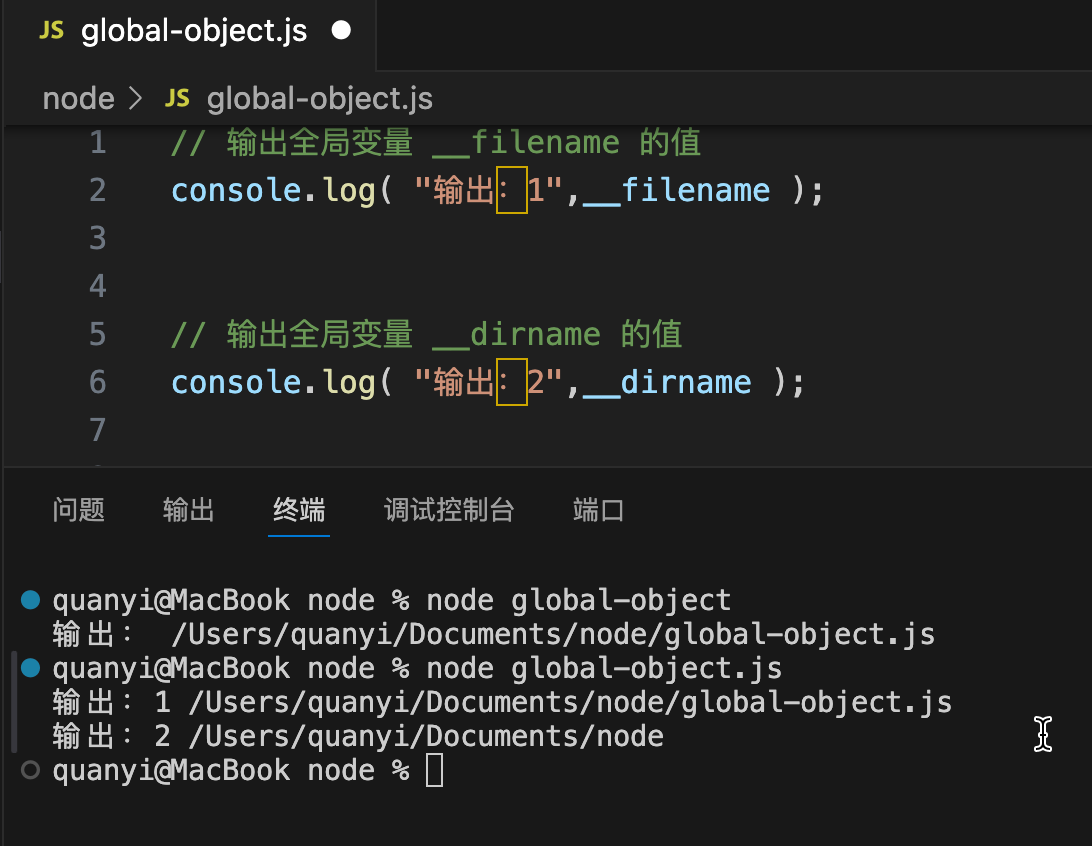 JS global-object.js
node > JS global-object.js
1 // 输出全局变量 __filename 的值
2 console.log( "输出：1",__filename );
3
4
5 // 输出全局变量 __dirname 的值
6 console.log( "输出：2",__dirname );
7
问题 输出 终端 调试控制台 端口
quanyi@MacBook node % node global-object
输出： /Users/quanyi/Documents/node/global-object.js
quanyi@MacBook node % node global-object.js
输出：1 /Users/quanyi/Documents/node/global-object.js
输出：2 /Users/quanyi/Documents/node
quanyi@MacBook node %